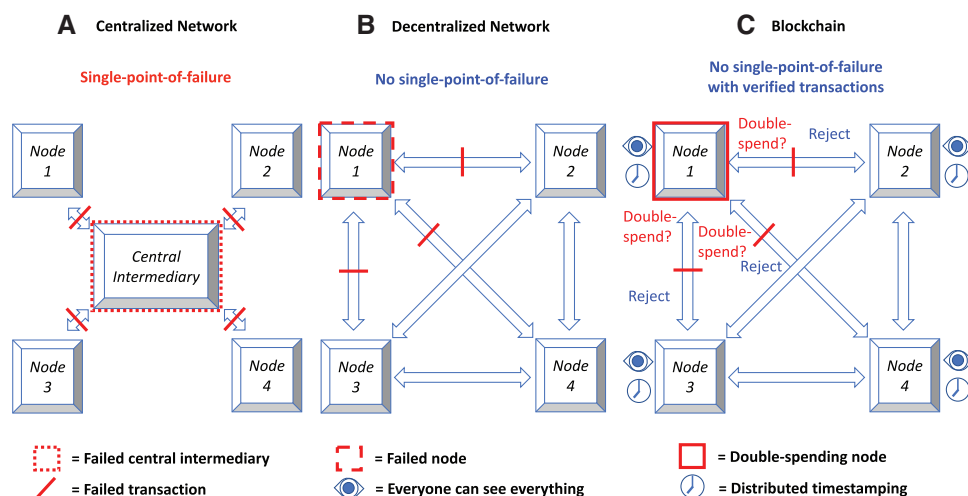 A Centralized Network
Single-point-of-failure
Node
1
Node
2
Central
Intermediary
Node
3
Node
4
B Decentralized Network
No single-point-of-failure
Node
1
Node
2
Node
3
Node
4
C Blockchain
No single-point-of-failure
with verified transactions
Node
1
Double-
spend?
Reject
Node
2
Double-
spend?
Double-
spend?
Reject
Reject
Node
3
Node
4
= Failed central intermediary
= Failed node
= Double-spending node
= Failed transaction
= Everyone can see everything
= Distributed timestamping